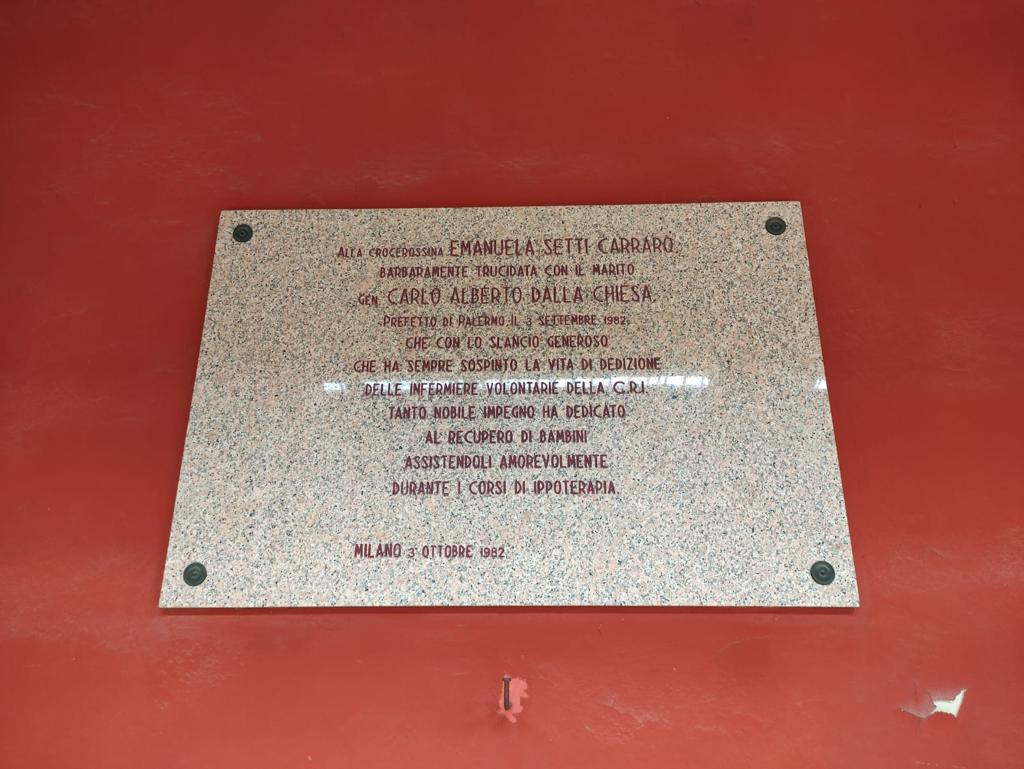 ALLA CROCEROSSINA EMANUELA SETTI CARRARO,
BARBARAMENTE TRUCIDATA CON IL MARITO
GEN. CARLO ALBERTO DALLA CHIESA,
PREFETTO DI PALERMO, IL 3 SETTEMBRE 1982,
CHE CON LO SLANCIO GENEROSO
CHE HA SEMPRE SOSPINTO LA VITA DI DEDIZIONE
DELLE INFERMIERE VOLONTARIE DELLA C.R.I.
TANTO NOBILE IMPEGNO HA DEDICATO
AL RECUPERO DI BAMBINI
ASSISTENDOLI AMOREVOLMENTE
DURANTE I CORSI DI IPPOTERAPIA.
MILANO 3 OTTOBRE 1982